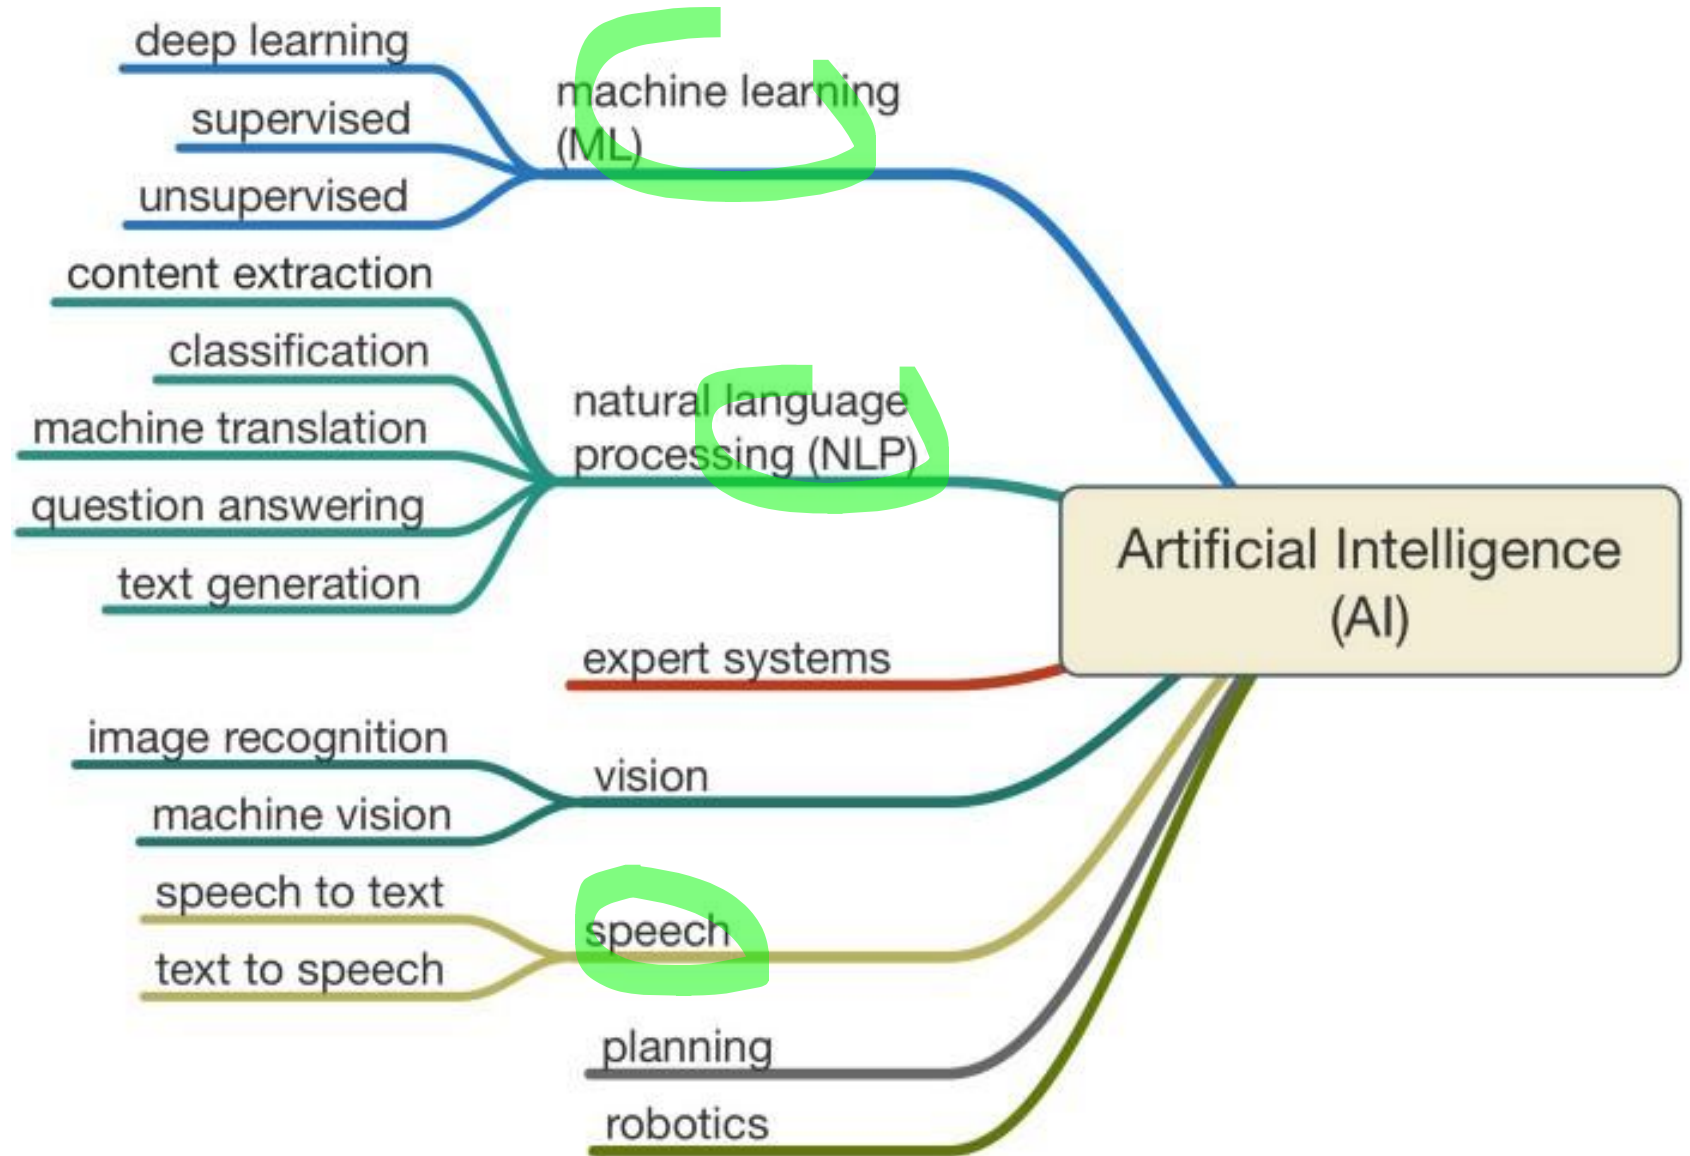 deep learning
supervised
unsupervised
machine learning
(ML)
content extraction
classification
machine translation
question answering
text generation
natural language
processing (NLP)
expert systems
image recognition
machine vision
vision
speech to text
text to speech
speech
planning
robotics
Artificial Intelligence
(AI)